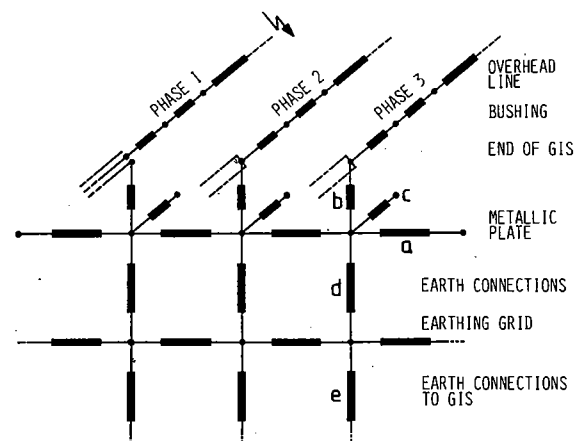 PHASE 1
PHASE 2
PHASE 3
OVERHEAD
LINE
BUSHING
END OF GIS
b
c
METALLIC
PLATE
a
d
EARTH CONNECTIONS
EARTHING GRID
e
EARTH CONNECTIONS
TO GIS